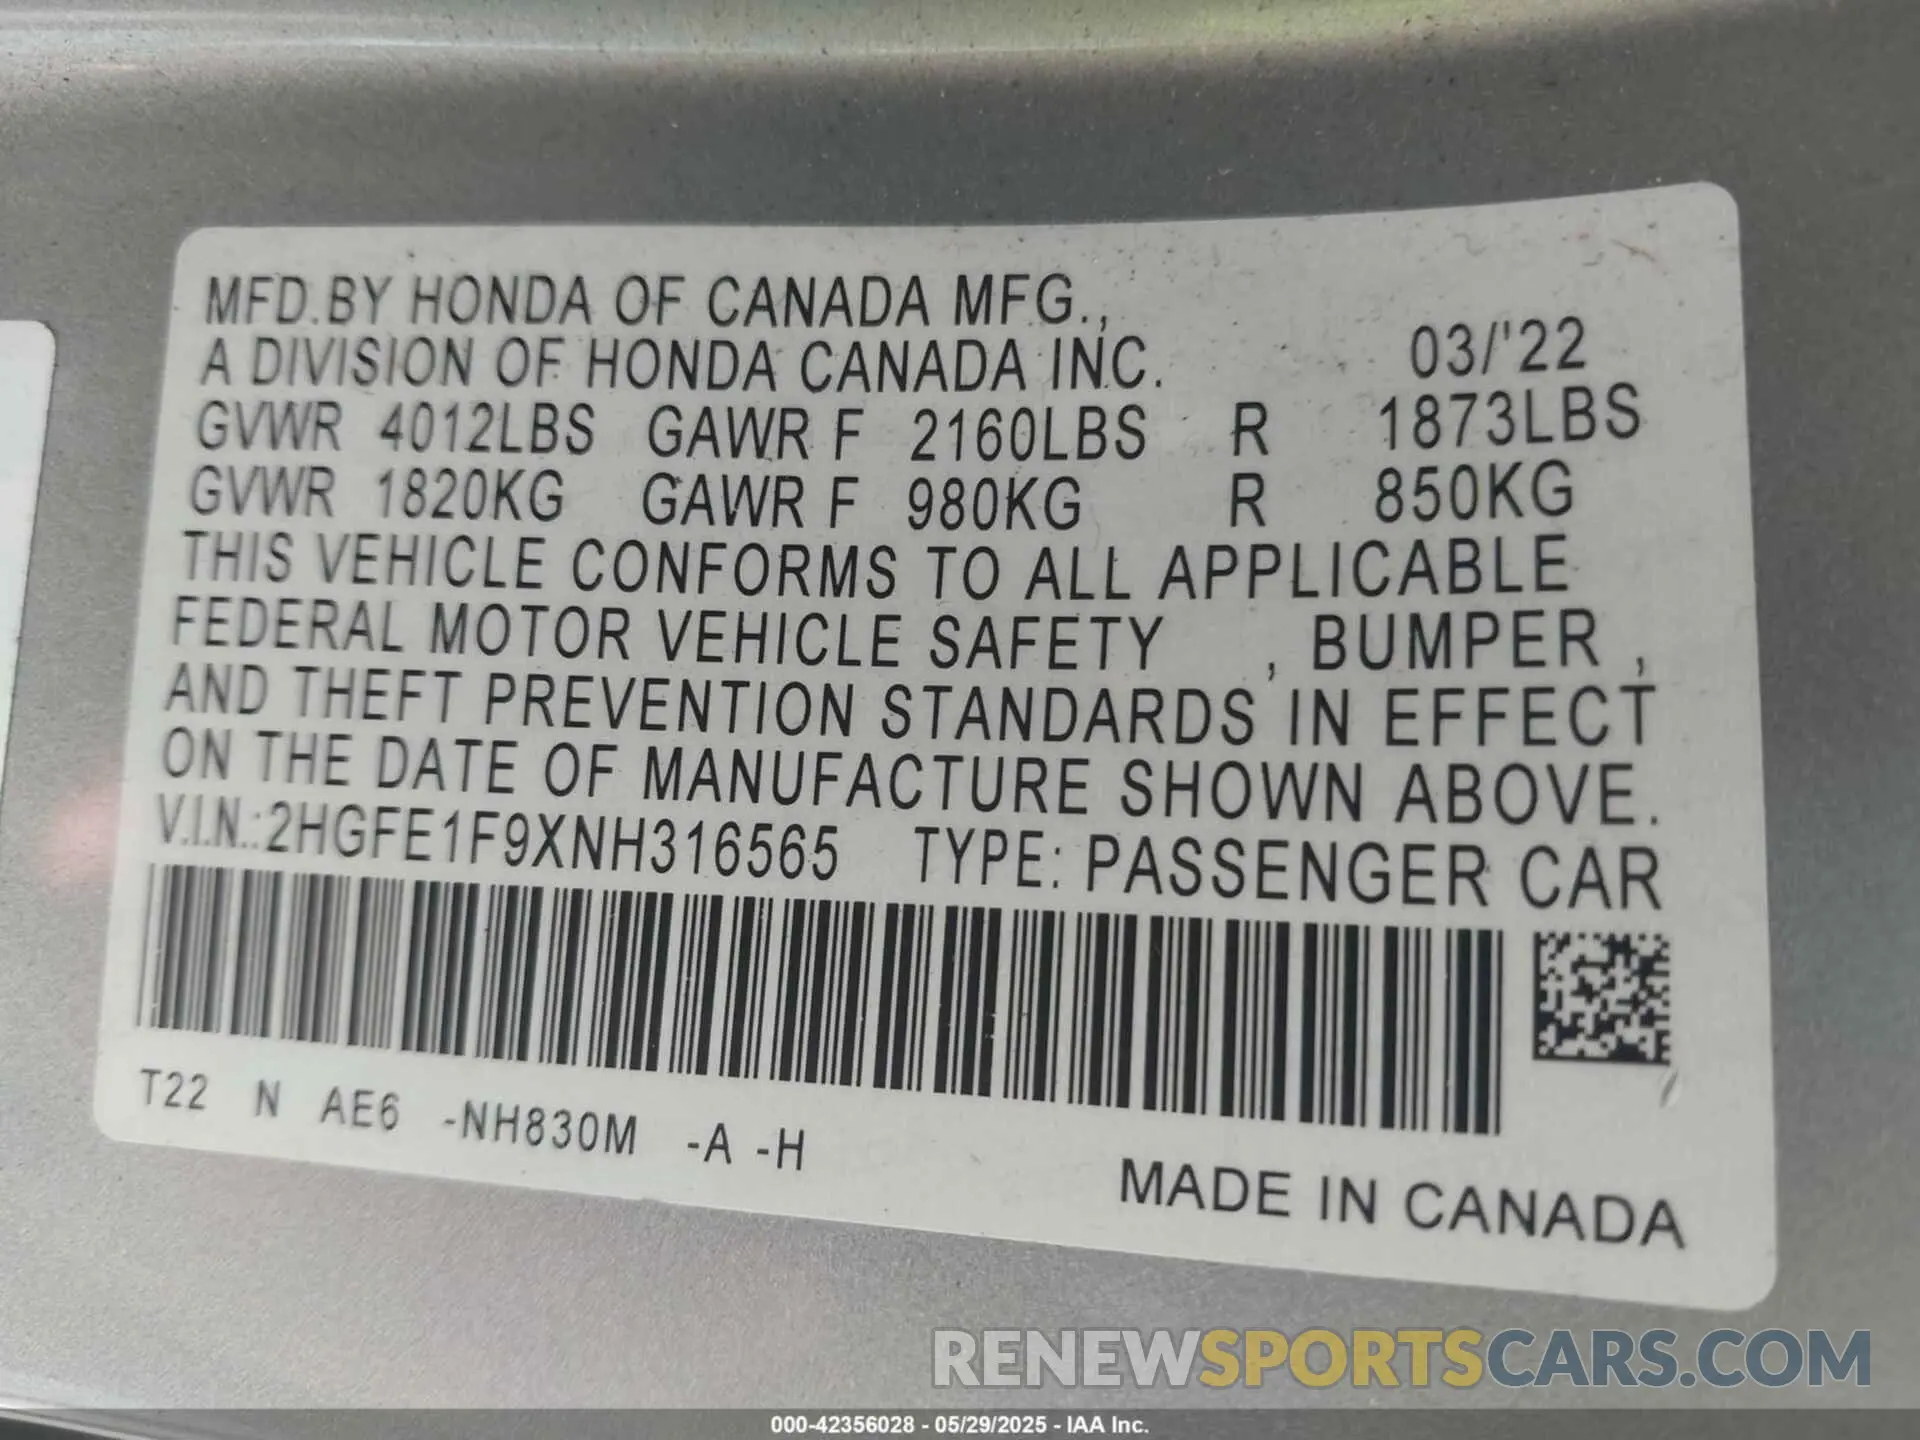 MFD.BY HONDA OF CANADA MFG.,
A DIVISION OF HONDA CANADA INC. 03/'22
GVWR 4012LBS GAWR F 2160LBS R 1873LBS
GVWR 1820KG GAWR F 980KG R 850KG
THIS VEHICLE CONFORMS TO ALL APPLICABLE
FEDERAL MOTOR VEHICLE SAFETY , BUMPER ,
AND THEFT PREVENTION STANDARDS IN EFFECT
ON THE DATE OF MANUFACTURE SHOWN ABOVE.
V.I.N.:2HGFE1F9XNH316565 TYPE: PASSENGER CAR
T22 N AE6 -NH830M -A -H
MADE IN CANADA
RENEWSPORTSCARS.COM
000-42356028 - 05/29/2025 - IAA Inc.